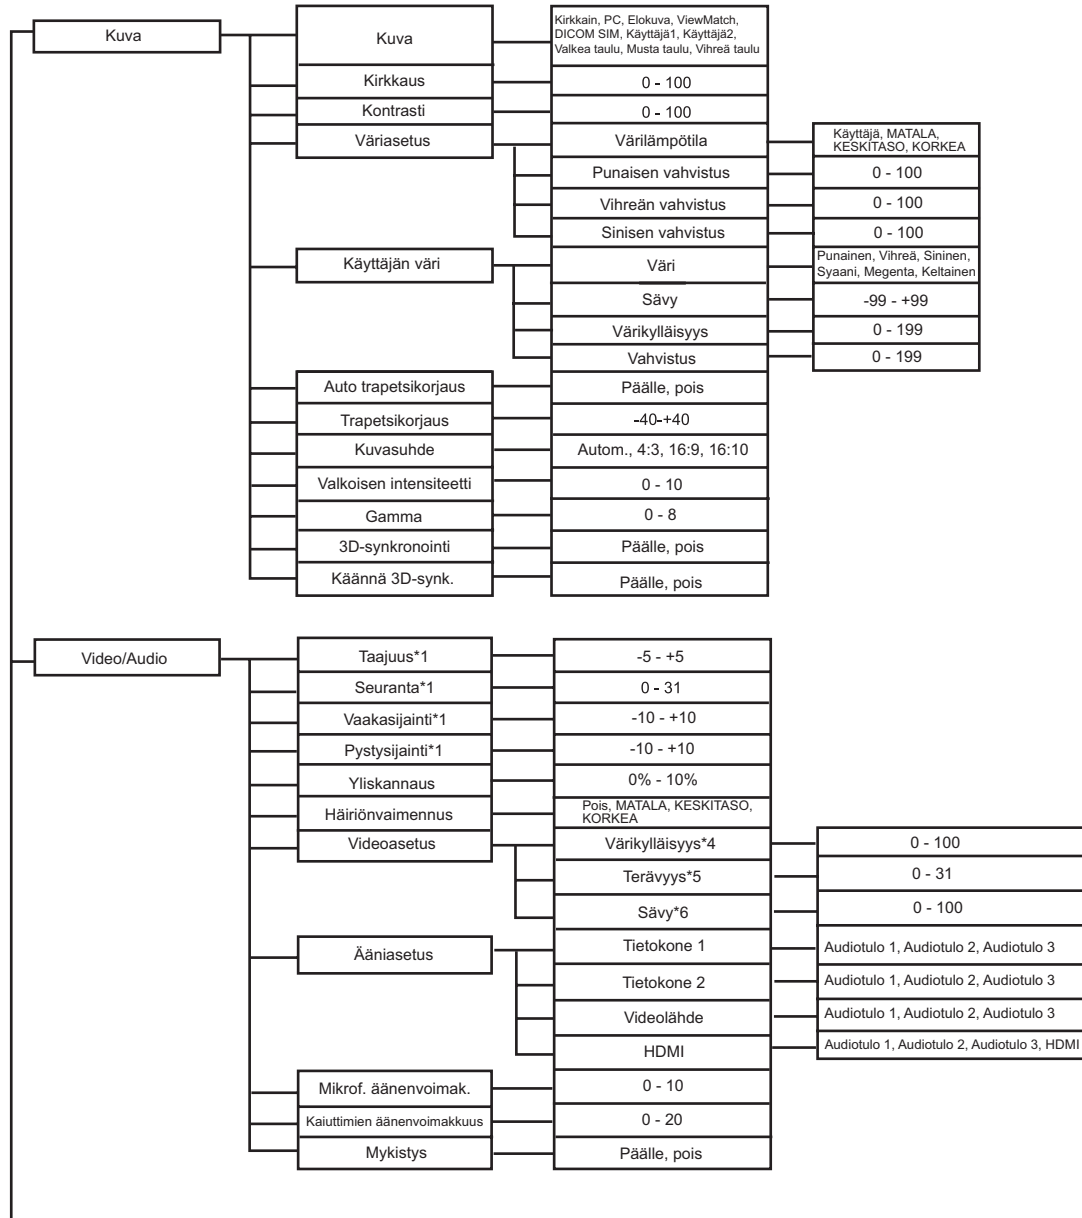 Kuva
Kuva
Kirkkain, PC, Elokuva, ViewMatch,
DICOM SIM, Käyttäjä1, Käyttäjä2,
Valkea taulu, Musta taulu, Vihreä taulu
Kirkkaus
0 - 100
Kontrasti
0 - 100
Väriasetus
Värilämpötila
Käyttäjä, MATALA,
KESKITASO, KORKEA
Punaisen vahvistus
0 - 100
Vihreän vahvistus
0 - 100
Sinisen vahvistus
0 - 100
Käyttäjän väri
Väri
Punainen, Vihreä, Sininen,
Syaani, Megenta, Keltainen
Sävy
-99 - +99
Värikylläisyys
0 - 199
Vahvistus
0 - 199
Auto trapetsikorjaus
Päälle, pois
Trapetsikorjaus
-40-+40
Kuvasuhde
Autom., 4:3, 16:9, 16:10
Valkoisen intensiteetti
0 - 10
Gamma
0 - 8
3D-synkronointi
Päälle, pois
Käännä 3D-synk.
Päälle, pois
Video/Audio
Taajuus*1
-5 - +5
Seuranta*1
0 - 31
Vaakasijainti*1
-10 - +10
Pystysijainti*1
-10 - +10
Yliskannaus
0% - 10%
Häiriönvaimennus
Pois, MATALA, KESKITASO,
KORKEA
Videoasetus
Värikylläisyys*4
0 - 100
Terävyys*5
0 - 31
Sävy*6
0 - 100
Ääniasetus
Tietokone 1
Audiotulo 1, Audiotulo 2, Audiotulo 3
Tietokone 2
Audiotulo 1, Audiotulo 2, Audiotulo 3
Videolähde
Audiotulo 1, Audiotulo 2, Audiotulo 3
HDMI
Audiotulo 1, Audiotulo 2, Audiotulo 3, HDMI
Mikrof. äänenvoimak.
0 - 10
Kaiuttimien äänenvoimakkuus
0 - 20
Mykistys
Päälle, pois